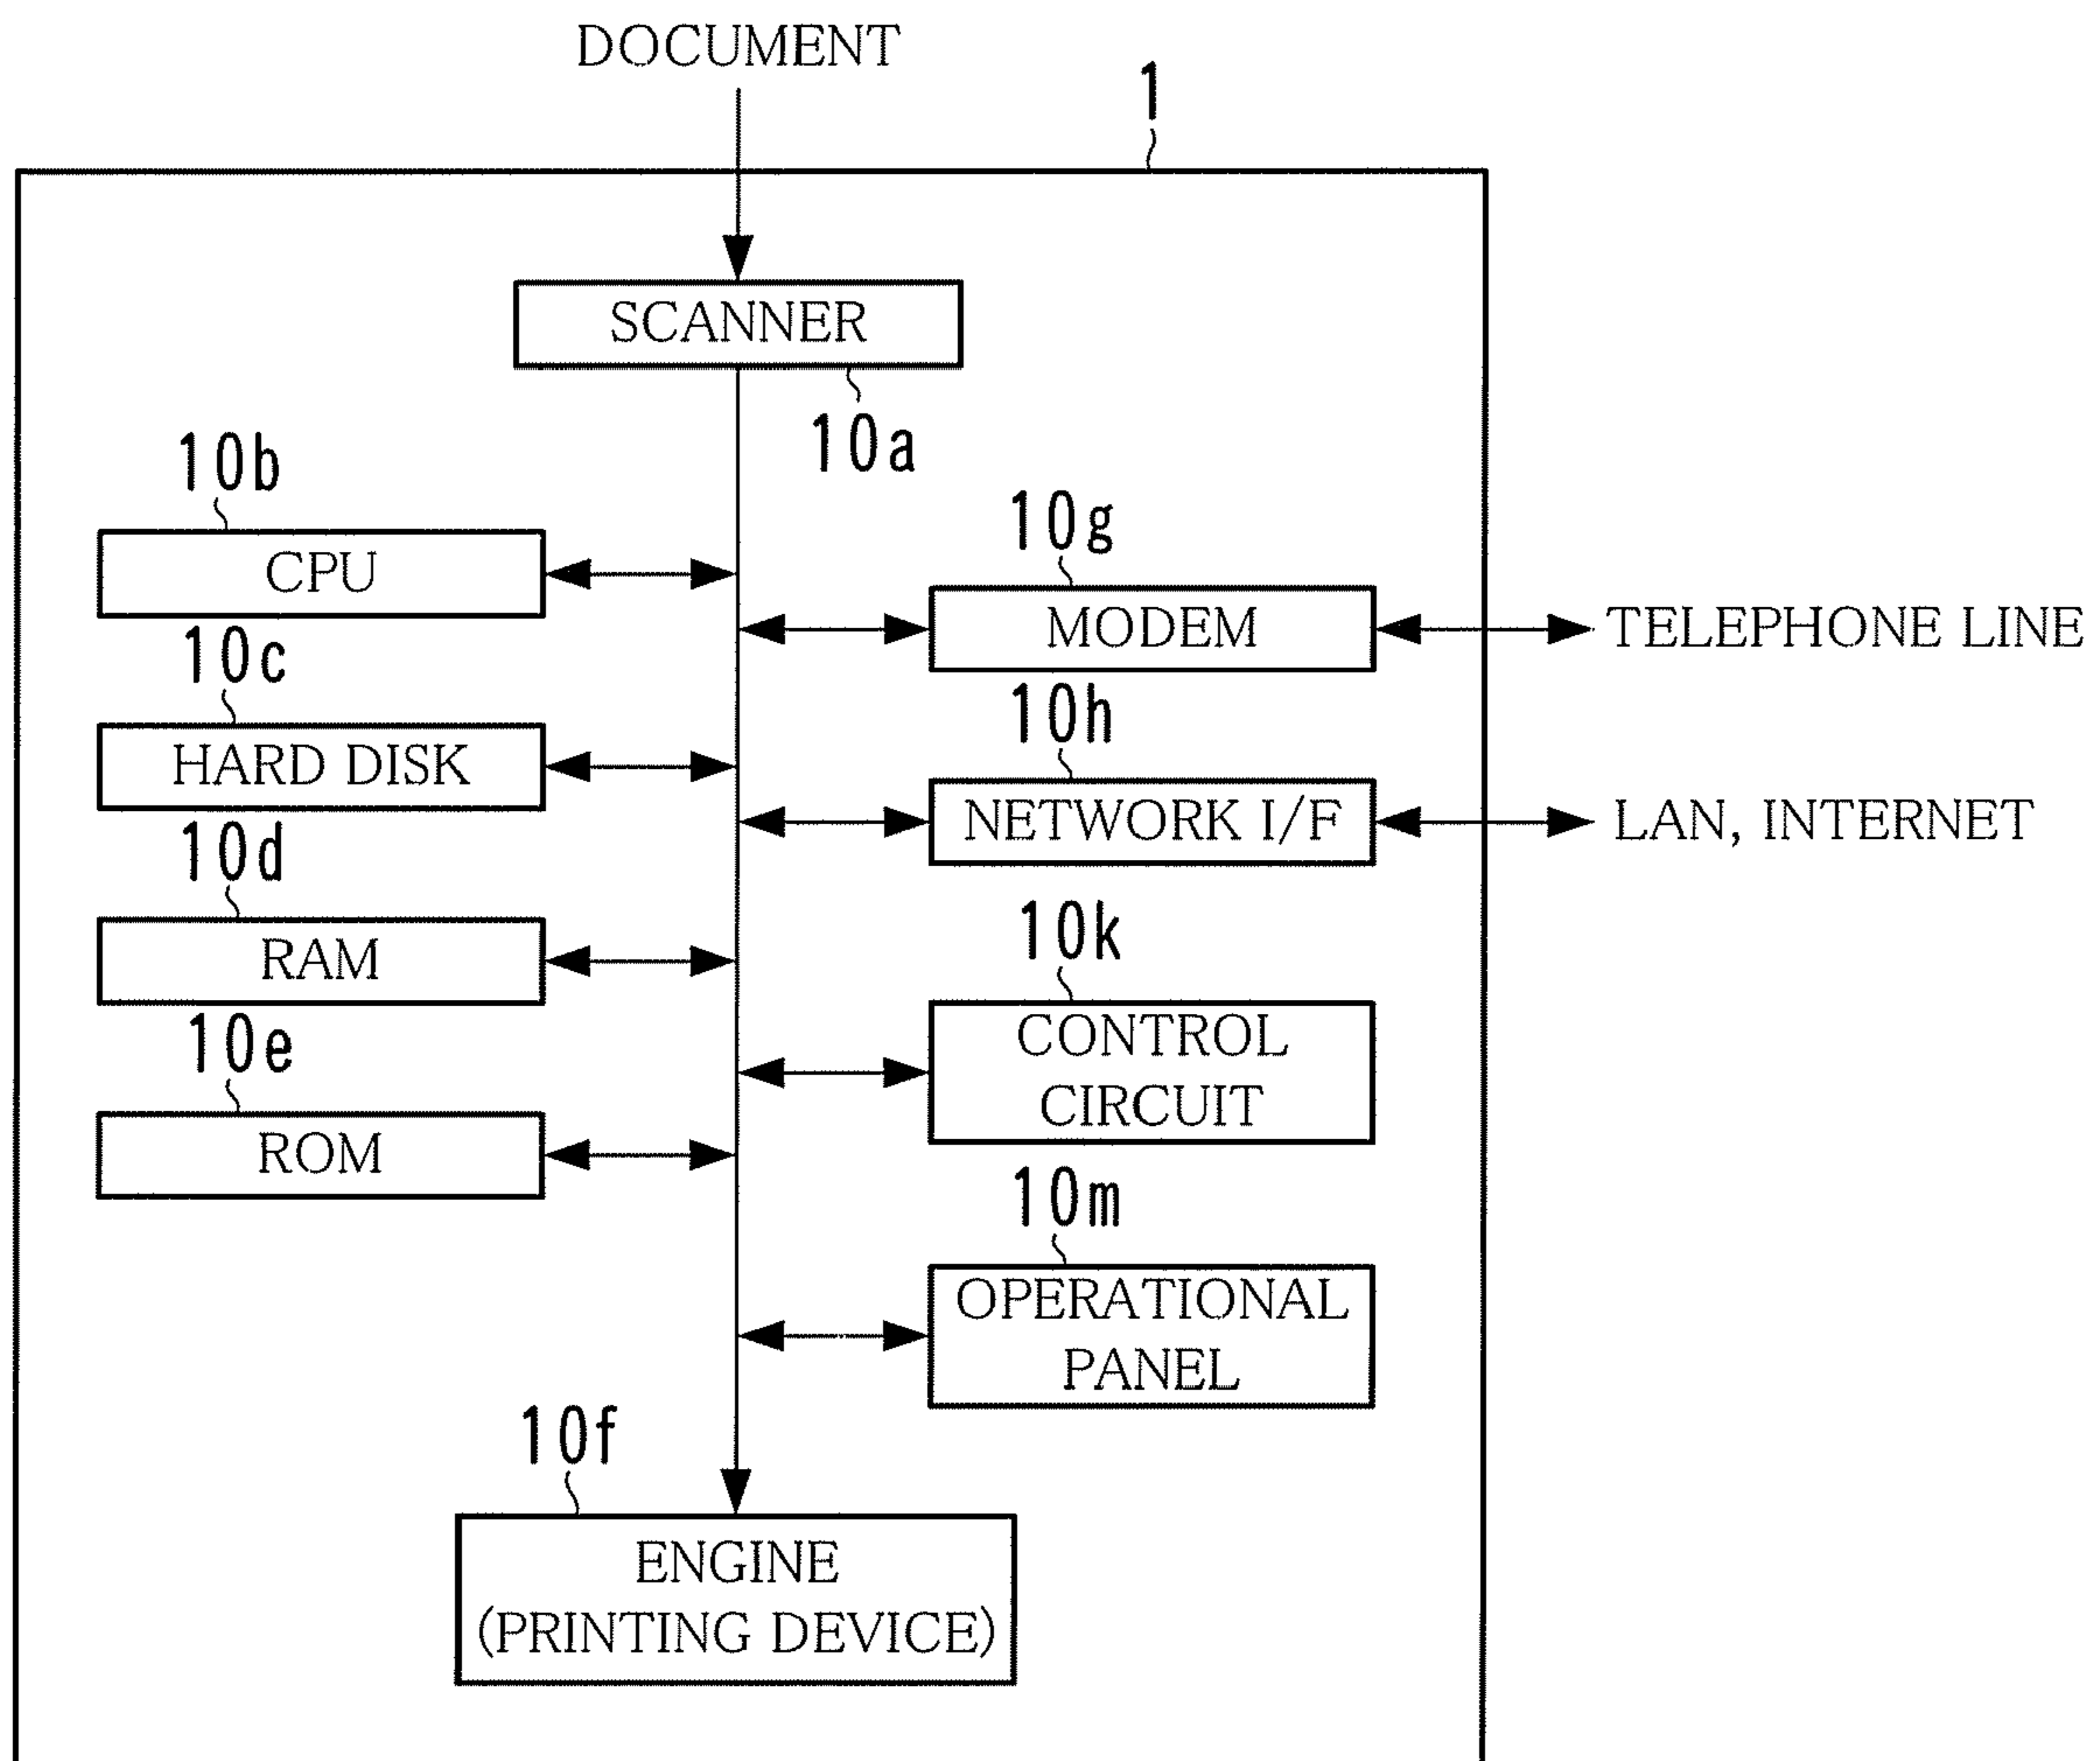 DOCUMENT
1
SCANNER
10a
10b
CPU
10g
MODEM
TELEPHONE LINE
10c
HARD DISK
10h
NETWORK I/F
LAN, INTERNET
10d
RAM
10k
CONTROL
CIRCUIT
10e
ROM
10m
OPERATIONAL
PANEL
10f
ENGINE
(PRINTING DEVICE)